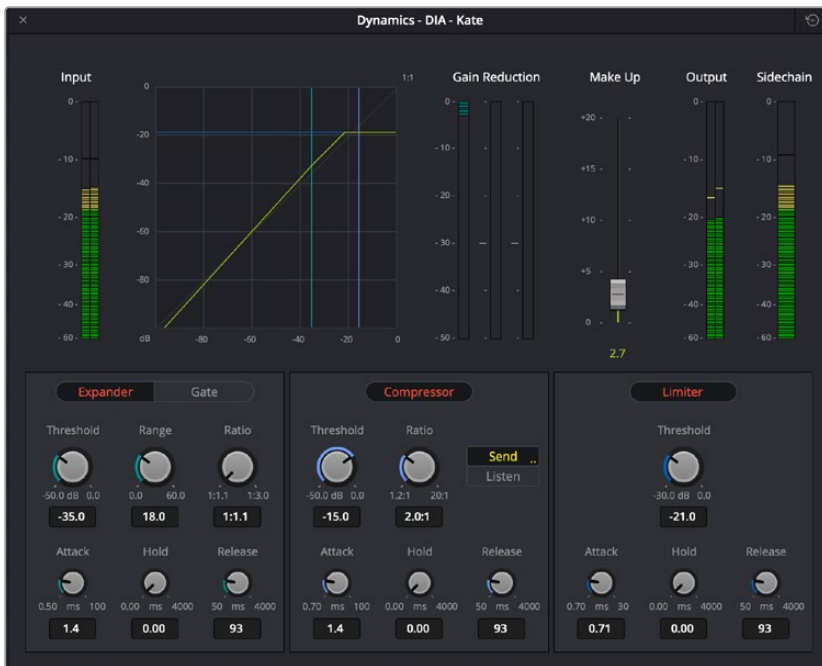 Dynamics - DIA - Kate
Input
Gain Reduction
Make Up
Output
Sidechain
0 -
- 10 -
- 20 -
- 30 -
- 40 -
- 60 -
0
-20
-40
-60
-80
dB
-80
-60
-40
-20
0
1:1
0 -
- 10 -
- 20 -
- 30 -
- 40 -
- 50 -
+20 -
+15 -
+10 -
+5 -
0 -
2.7
0 -
- 10 -
- 20 -
- 30 -
- 40 -
- 60 -
0 -
- 10 -
- 20 -
- 30 -
- 40 -
- 60 -
Expander Gate
Threshold Range Ratio
-50.0 dB 0.0 0.0 60.0 1:1.1 1:3.0
-35.0 18.0 1:1.1
Attack Hold Release
0.50 ms 100 0.00 ms 4000 50 ms 4000
1.4 0.00 93
Compressor
Threshold Ratio
Send ..
Listen
-50.0 dB 0.0 1.2:1 20:1
-15.0 2.0:1
Attack Hold Release
0.70 ms 100 0.00 ms 4000 50 ms 4000
1.4 0.00 93
Limiter
Threshold
-30.0 dB 0.0
-21.0
Attack Hold Release
0.70 ms 30 0.00 ms 4000 50 ms 4000
0.71 0.00 93